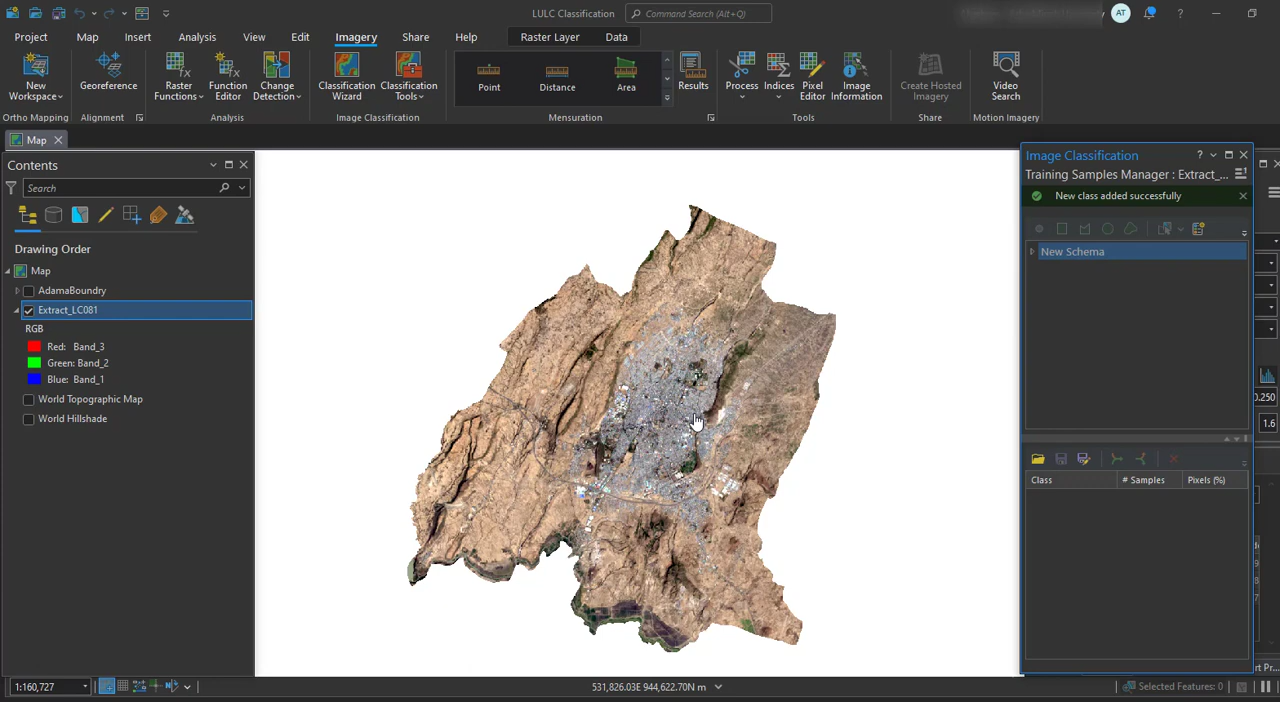 LULC Classification
Command Search (Alt+Q)
AT
Project Map Insert Analysis View Edit Imagery Share Help Raster Layer Data
New Workspace
Georeference
Raster Functions
Function Editor
Change Detection
Classification Wizard
Classification Tools
Point
Distance
Area
Results
Process
Indices
Pixel Editor
Image Information
Create Hosted Imagery
Video Search
Ortho Mapping Alignment Analysis Image Classification Mensuration Tools Share Motion Imagery
Map
Contents
Search
Drawing Order
Map
AdamaBoundry
Extract_LC081
RGB
Red: Band_3
Green: Band_2
Blue: Band_1
World Topographic Map
World Hillshade
Image Classification
Training Samples Manager : Extract_...
New class added successfully
New Schema
Class # Samples Pixels (%)
0.250
1.6
1:160,727
531,826.03E 944,622.70N m
Selected Features: 0